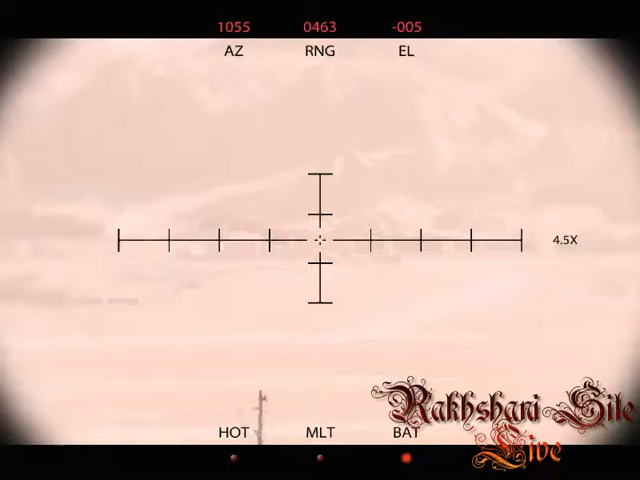 1055 0463 -005
AZ RNG EL
4.5X
HOT MLT BAT
Rakhshani Site
Live